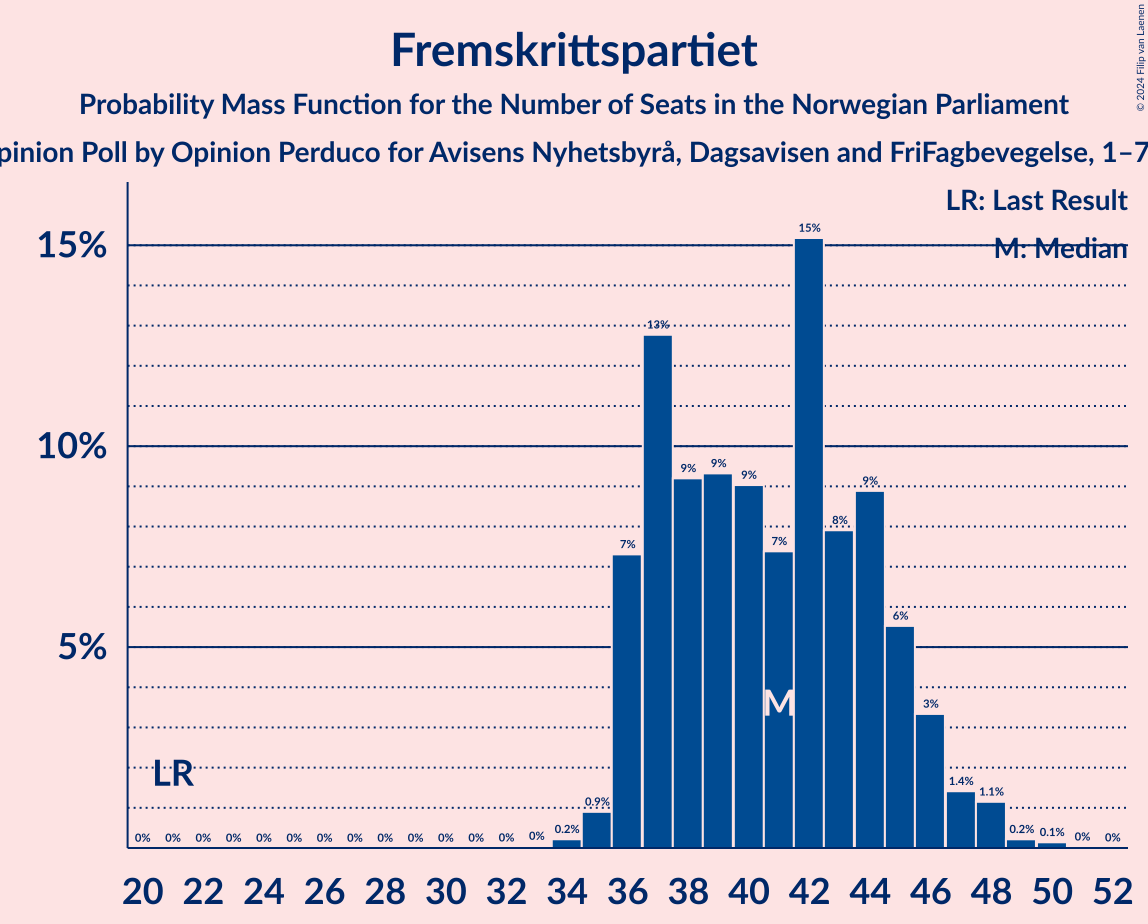 Fremskrittspartiet
Probability Mass Function for the Number of Seats in the Norwegian Parliament
pinion Poll by Opinion Perduco for Avisens Nyhetsbyrå, Dagsavisen and FriFagbevegelse, 1–7
© 2024 Filip van Laenen
LR: Last Result
M: Median
15%
10%
5%
15%
13%
9%
9%
9%
9%
8%
7%
7%
6%
3%
M
LR
1.4%
1.1%
0.9%
0% 0% 0% 0% 0% 0% 0% 0% 0% 0% 0% 0% 0% 0% 0.2% 0.2% 0.1% 0% 0%
20 22 24 26 28 30 32 34 36 38 40 42 44 46 48 50 52